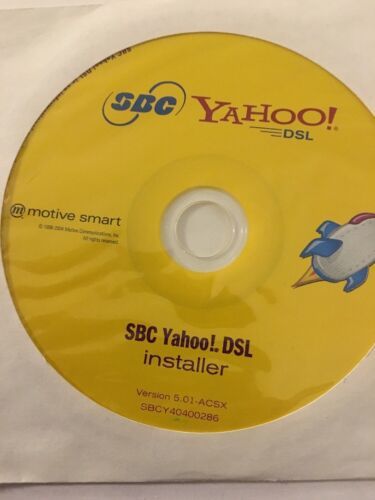 SBC YAHOO!
DSL
motive smart
© 1998-2004 Motive Communications, Inc.
All rights reserved.
SBC Yahoo! DSL
installer
Version 5.01-ACSX
SBCY40400286